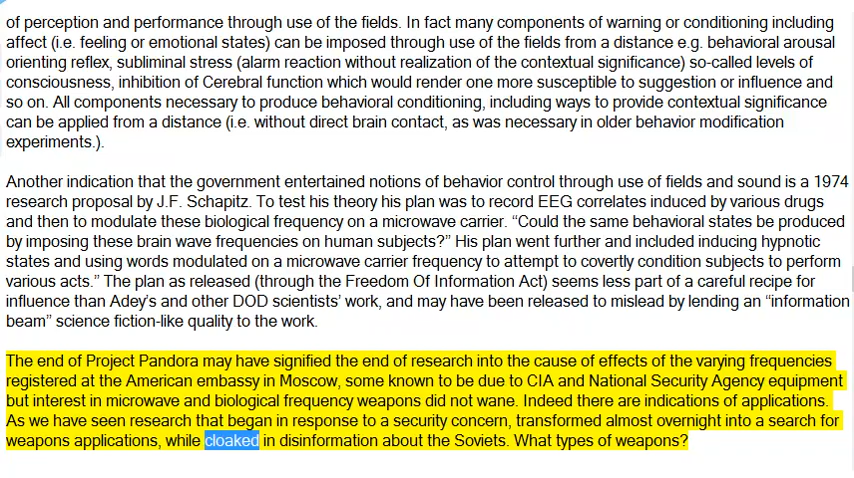 of perception and performance through use of the fields. In fact many components of warning or conditioning including
affect (i.e. feeling or emotional states) can be imposed through use of the fields from a distance e.g. behavioral arousal
orienting reflex, subliminal stress (alarm reaction without realization of the contextual significance) so-called levels of
consciousness, inhibition of Cerebral function which would render one more susceptible to suggestion or influence and
so on. All components necessary to produce behavioral conditioning, including ways to provide contextual significance
can be applied from a distance (i.e. without direct brain contact, as was necessary in older behavior modification
experiments.).
Another indication that the government entertained notions of behavior control through use of fields and sound is a 1974
research proposal by J.F. Schapitz. To test his theory his plan was to record EEG correlates induced by various drugs
and then to modulate these biological frequency on a microwave carrier. “Could the same behavioral states be produced
by imposing these brain wave frequencies on human subjects?” His plan went further and included inducing hypnotic
states and using words modulated on a microwave carrier frequency to attempt to covertly condition subjects to perform
various acts.” The plan as released (through the Freedom Of Information Act) seems less part of a careful recipe for
influence than Adey’s and other DOD scientists’ work, and may have been released to mislead by lending an “information
beam” science fiction-like quality to the work.
The end of Project Pandora may have signified the end of research into the cause of effects of the varying frequencies
registered at the American embassy in Moscow, some known to be due to CIA and National Security Agency equipment
but interest in microwave and biological frequency weapons did not wane. Indeed there are indications of applications.
As we have seen research that began in response to a security concern, transformed almost overnight into a search for
weapons applications, while cloaked in disinformation about the Soviets. What types of weapons?